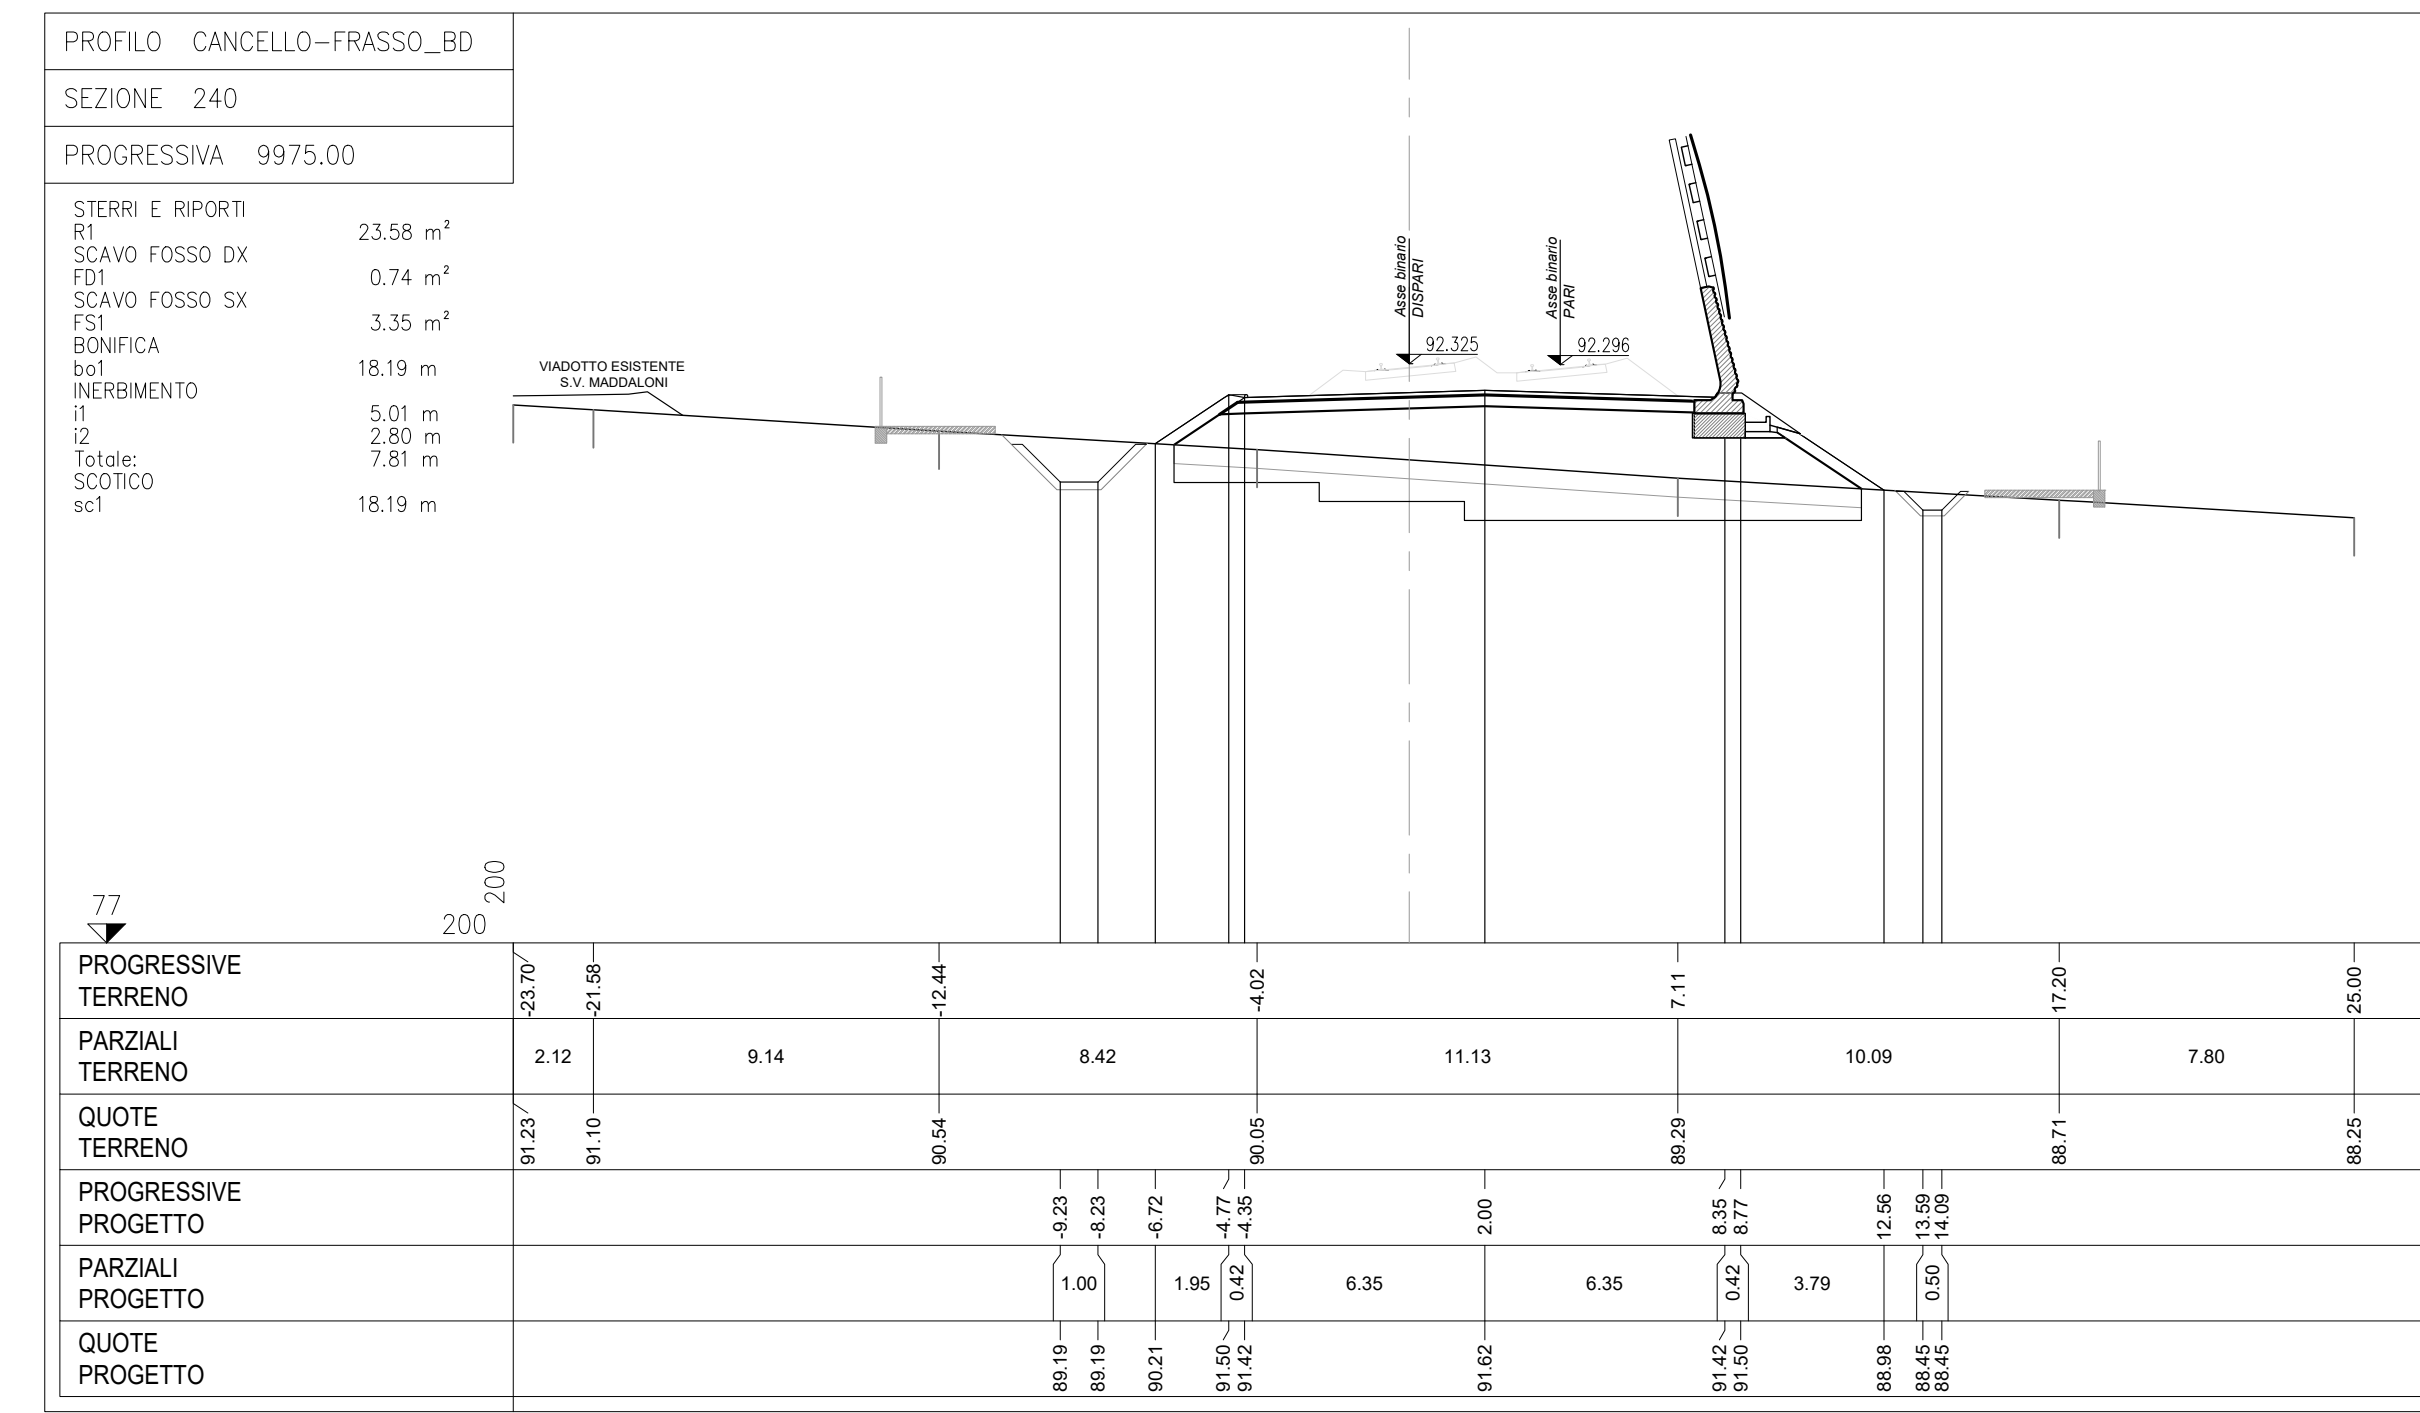 PROFILO CANCELLO-FRASSO_BD
SEZIONE 240
PROGRESSIVA 9975.00
STERRI E RIPORTI
R1 23.58 m²
SCAVO FOSSO DX
FD1 0.74 m²
SCAVO FOSSO SX
FS1 3.35 m²
BONIFICA
bo1 18.19 m
INERBIMENTO
i1 5.01 m
i2 2.80 m
Totale: 7.81 m
SCOTICO
sc1 18.19 m
VIADOTTO ESISTENTE
S.V. MADDALONI
Asse binario
DISPARI
92.325
Asse binario
PARI
92.296
77
200
200
PROGRESSIVE
TERRENO
-23.70 -21.58 -12.44 -4.02 7.11 17.20 25.00
PARZIALI
TERRENO
2.12 9.14 8.42 11.13 10.09 7.80
QUOTE
TERRENO
91.23 91.10 90.54 90.05 89.29 88.71 88.25
PROGRESSIVE
PROGETTO
-9.23 -8.23 -6.72 -4.77 -4.35 2.00 8.35 8.77 12.56 13.59 14.09
PARZIALI
PROGETTO
1.00 1.95 0.42 6.35 6.35 0.42 3.79 0.50
QUOTE
PROGETTO
89.19 89.19 90.21 91.50 91.42 91.62 91.42 91.50 88.98 88.45 88.45